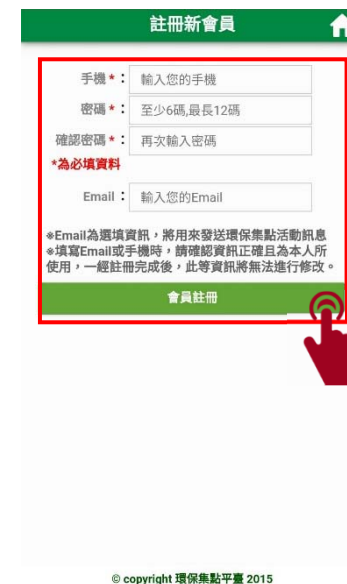 註冊新會員
手機*： 輸入您的手機
密碼*： 至少6碼,最長12碼
確認密碼*： 再次輸入密碼
*為必填資料
Email： 輸入您的Email
※Email為選填資訊，將用來發送環保集點活動訊息
※填寫Email或手機時，請確認資訊正確且為本人所
使用，一經註冊完成後，此等資訊將無法進行修改。
會員註冊
© copyright 環保集點平臺 2015